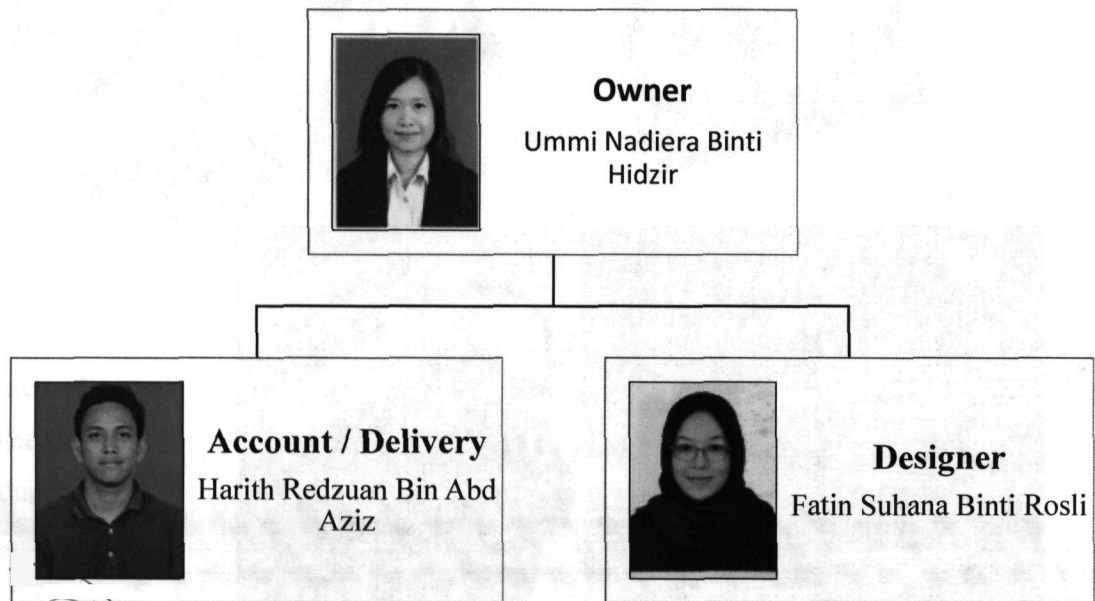 Owner
Ummi Nadiera Binti
Hidzir
Account / Delivery
Harith Redzuan Bin Abd
Aziz
Designer
Fatin Suhana Binti Rosli